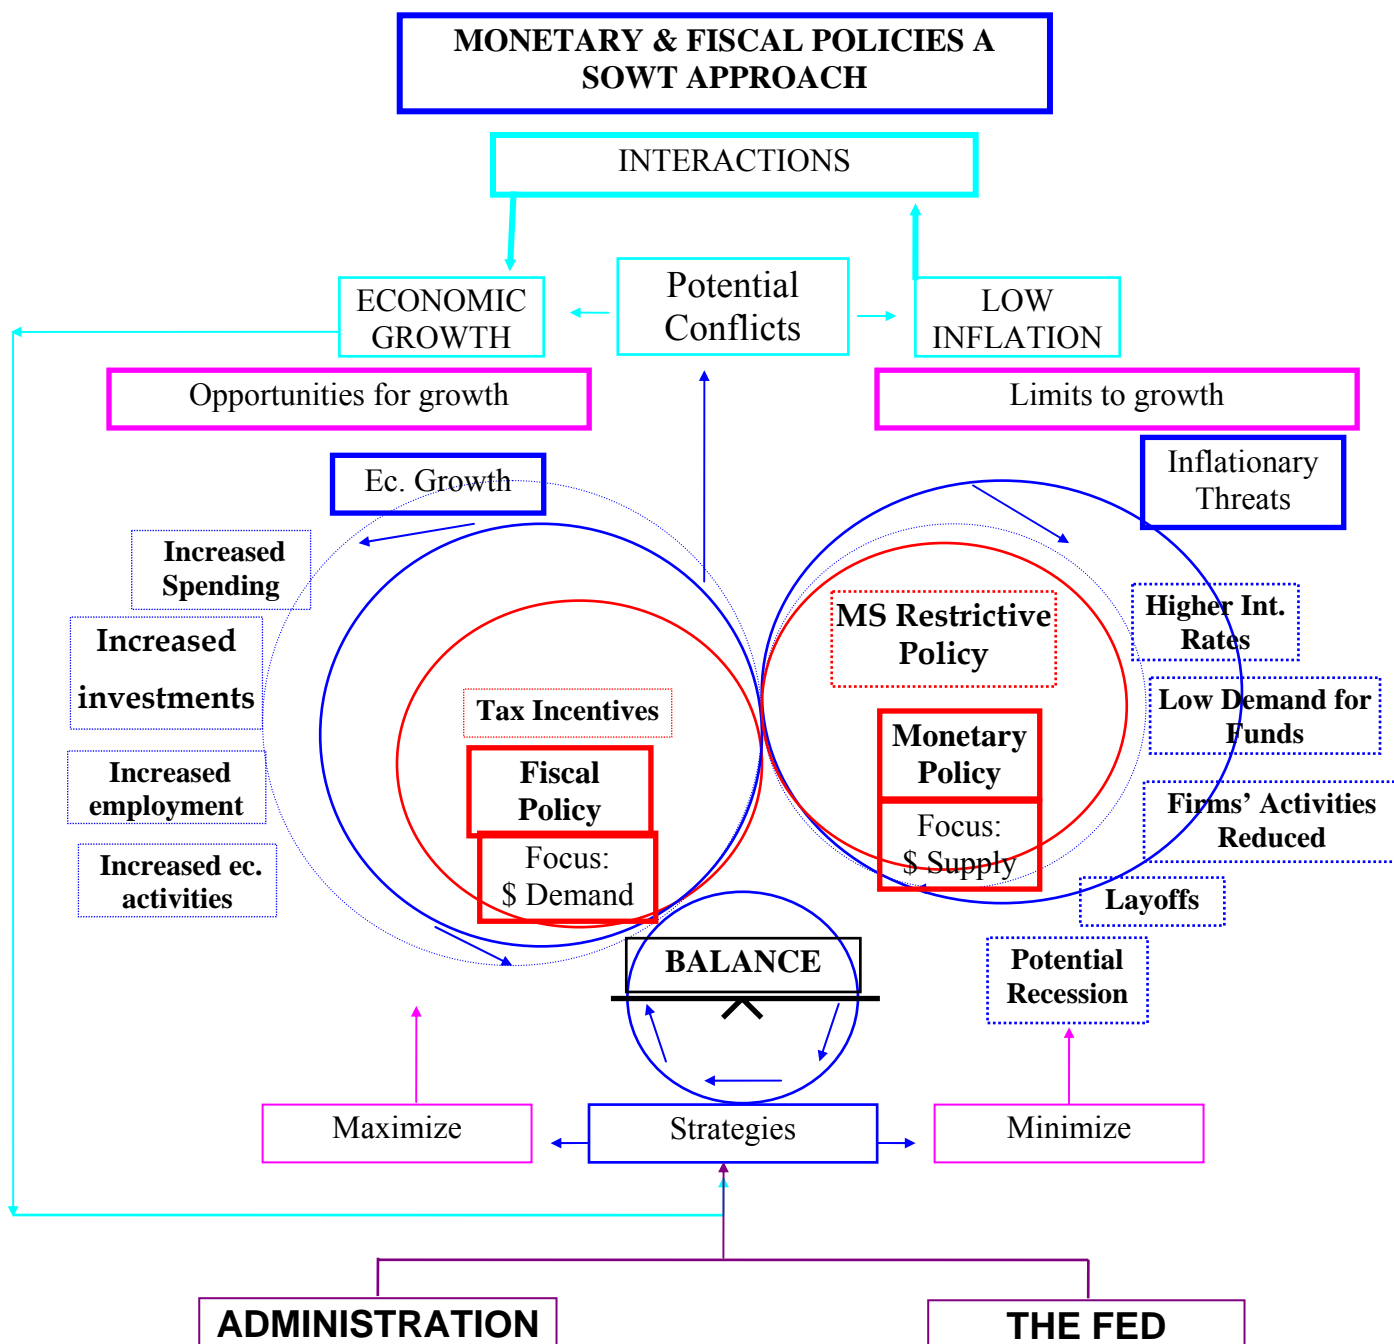 MONETARY & FISCAL POLICIES A
SOWT APPROACH
INTERACTIONS
ECONOMIC
GROWTH
Potential
Conflicts
LOW
INFLATION
Opportunities for growth
Limits to growth
Ec. Growth
Inflationary
Threats
Increased
Spending
Increased
investments
Increased
employment
Increased ec.
activities
Tax Incentives
Fiscal
Policy
Focus:
$ Demand
MS Restrictive
Policy
Monetary
Policy
Focus:
$ Supply
Higher Int.
Rates
Low Demand for
Funds
Firms’ Activities
Reduced
Layoffs
Potential
Recession
BALANCE
Maximize
Strategies
Minimize
ADMINISTRATION
THE FED